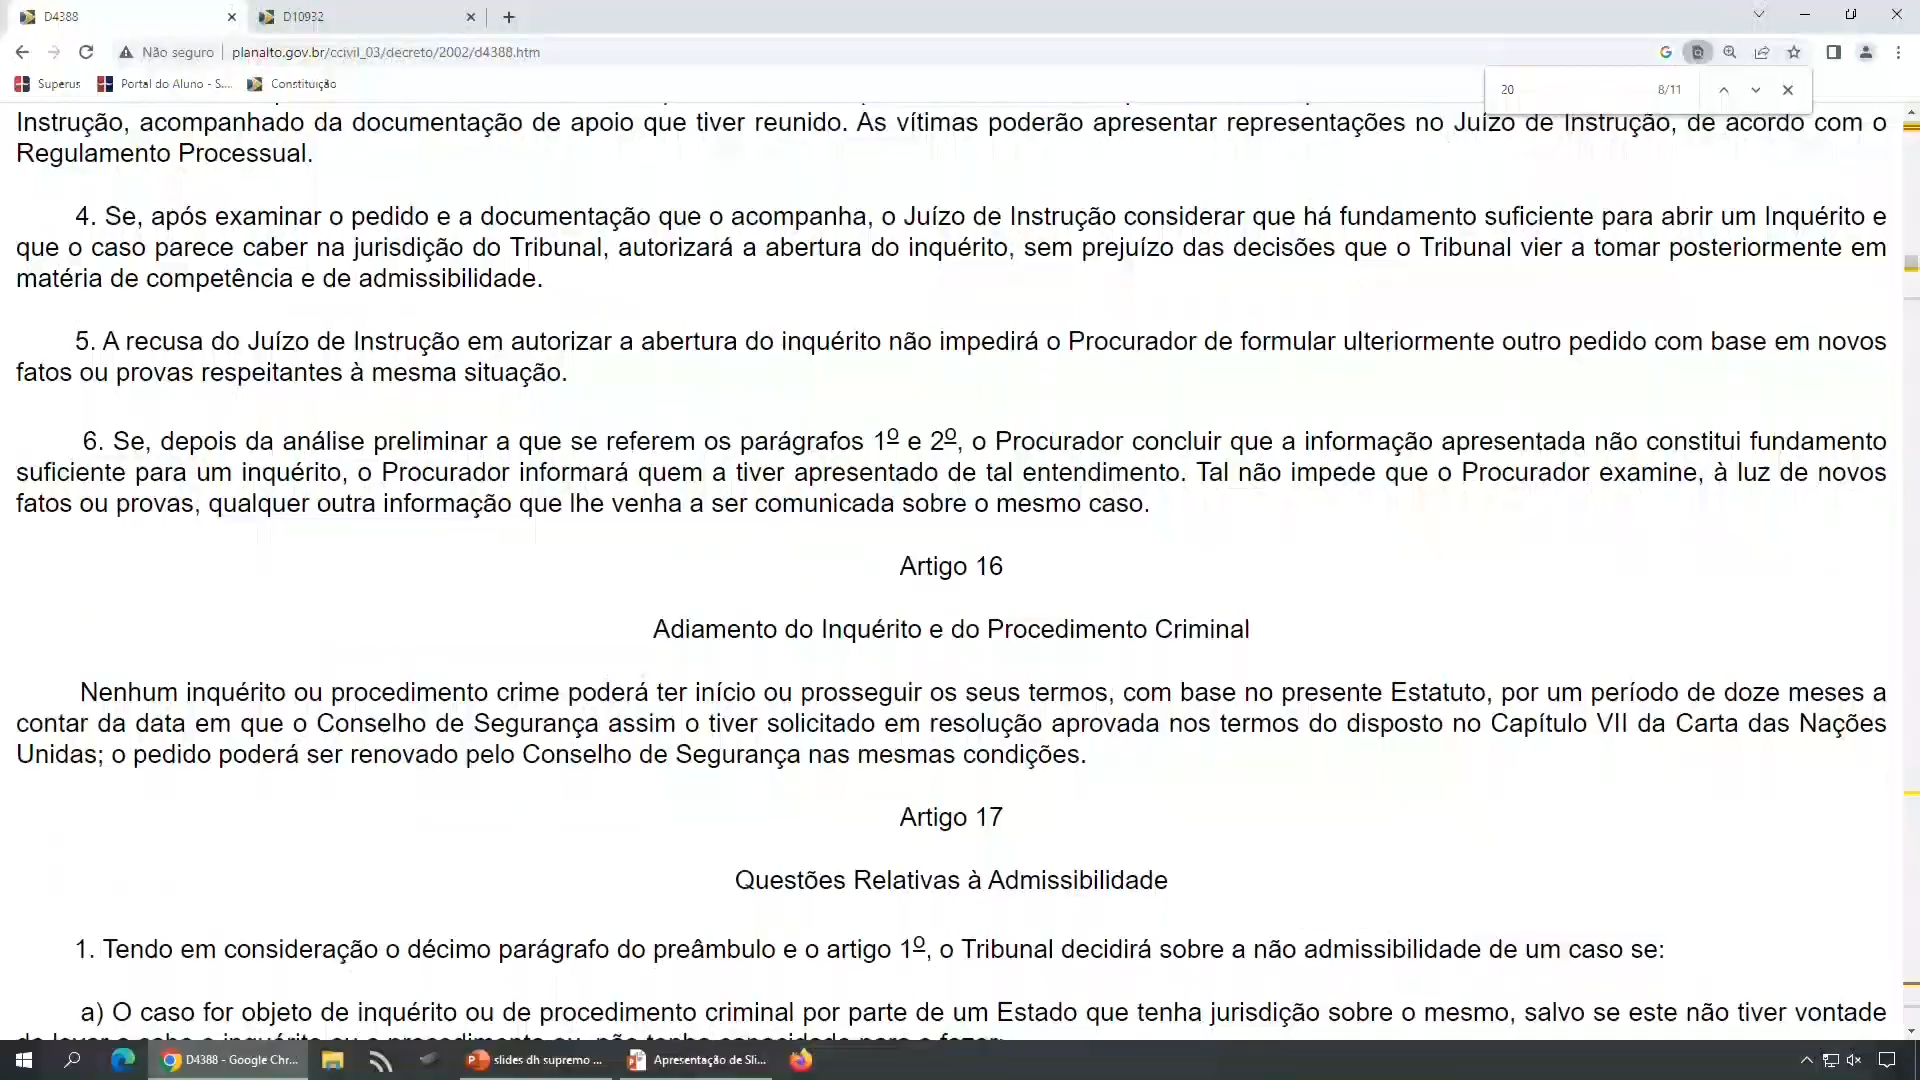 D4388
D10932
Não seguro
planalto.gov.br/ccivil_03/decreto/2002/d4388.htm
Superus
Portal do Aluno - S....
Constituição
20
8/11
Instrução, acompanhado da documentação de apoio que tiver reunido. As vítimas poderão apresentar representações no Juízo de Instrução, de acordo com o
Regulamento Processual.
4. Se, após examinar o pedido e a documentação que o acompanha, o Juízo de Instrução considerar que há fundamento suficiente para abrir um Inquérito e
que o caso parece caber na jurisdição do Tribunal, autorizará a abertura do inquérito, sem prejuízo das decisões que o Tribunal vier a tomar posteriormente em
matéria de competência e de admissibilidade.
5. A recusa do Juízo de Instrução em autorizar a abertura do inquérito não impedirá o Procurador de formular ulteriormente outro pedido com base em novos
fatos ou provas respeitantes à mesma situação.
6. Se, depois da análise preliminar a que se referem os parágrafos 1º e 2º, o Procurador concluir que a informação apresentada não constitui fundamento
suficiente para um inquérito, o Procurador informará quem a tiver apresentado de tal entendimento. Tal não impede que o Procurador examine, à luz de novos
fatos ou provas, qualquer outra informação que lhe venha a ser comunicada sobre o mesmo caso.
Artigo 16
Adiamento do Inquérito e do Procedimento Criminal
Nenhum inquérito ou procedimento crime poderá ter início ou prosseguir os seus termos, com base no presente Estatuto, por um período de doze meses a
contar da data em que o Conselho de Segurança assim o tiver solicitado em resolução aprovada nos termos do disposto no Capítulo VII da Carta das Nações
Unidas; o pedido poderá ser renovado pelo Conselho de Segurança nas mesmas condições.
Artigo 17
Questões Relativas à Admissibilidade
1. Tendo em consideração o décimo parágrafo do preâmbulo e o artigo 1º, o Tribunal decidirá sobre a não admissibilidade de um caso se:
a) O caso for objeto de inquérito ou de procedimento criminal por parte de um Estado que tenha jurisdição sobre o mesmo, salvo se este não tiver vontade
D4388 - Google Chr...
slides dh supremo ...
Apresentação de Sli...